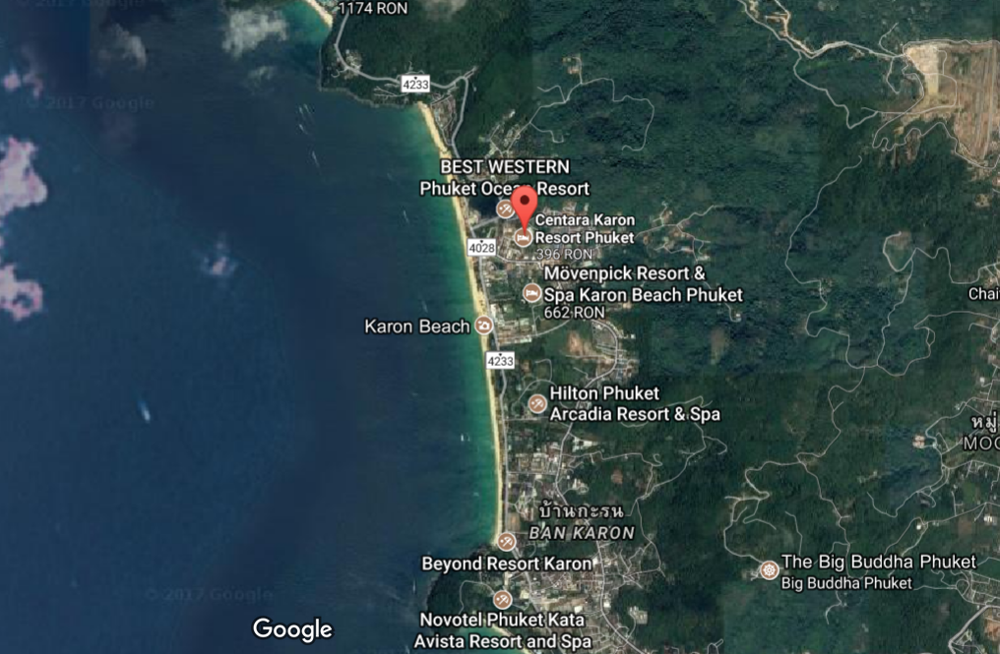 © 2017 Google
1174 RON
4233
© 2017 Google
BEST WESTERN
Phuket Ocean Resort
Centara Karon
Resort Phuket
396 RON
4028
Mövenpick Resort &
Spa Karon Beach Phuket
662 RON
Karon Beach
4233
Hilton Phuket
Arcadia Resort & Spa
บ้านกะรน
BAN KARON
Beyond Resort Karon
The Big Buddha Phuket
Big Buddha Phuket
© 2017 Google
Novotel Phuket Kata
Avista Resort and Spa
Google